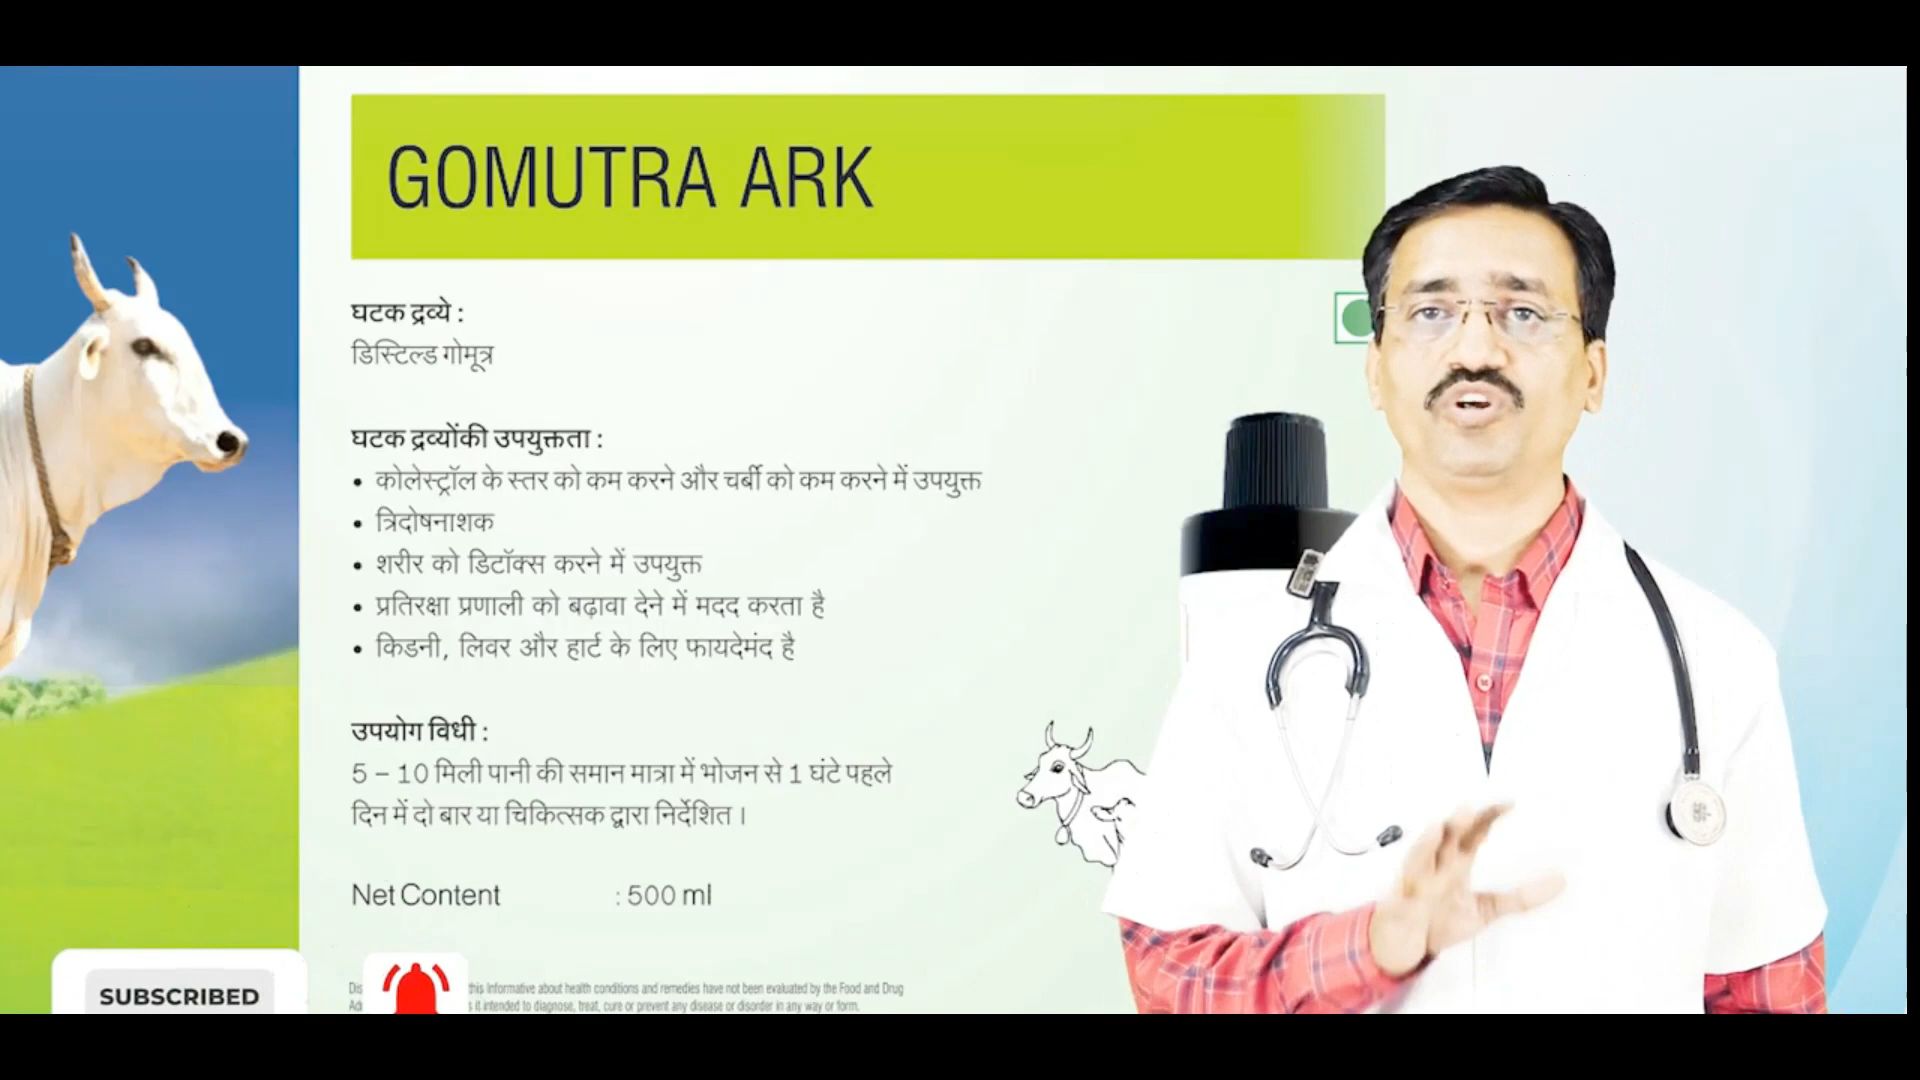 GOMUTRA ARK
घटक द्रव्ये :
डिस्टिल्ड गोमूत्र
घटक द्रव्योंकी उपयुक्तता :
• कोलेस्ट्रॉल के स्तर को कम करने और चर्बी को कम करने में उपयुक्त
• त्रिदोषनाशक
• शरीर को डिटॉक्स करने में उपयुक्त
• प्रतिरक्षा प्रणाली को बढ़ावा देने में मदद करता है
• किडनी, लिवर और हार्ट के लिए फायदेमंद है
उपयोग विधी :
5 – 10 मिली पानी की समान मात्रा में भोजन से 1 घंटे पहले
दिन में दो बार या चिकित्सक द्वारा निर्देशित ।
Net Content : 500 ml
this Informative about health conditions and remedies have not been evaluated by the Food and Drug
it intended to diagnose, treat, cure or prevent any disease or disorder in any way or form.
SUBSCRIBED